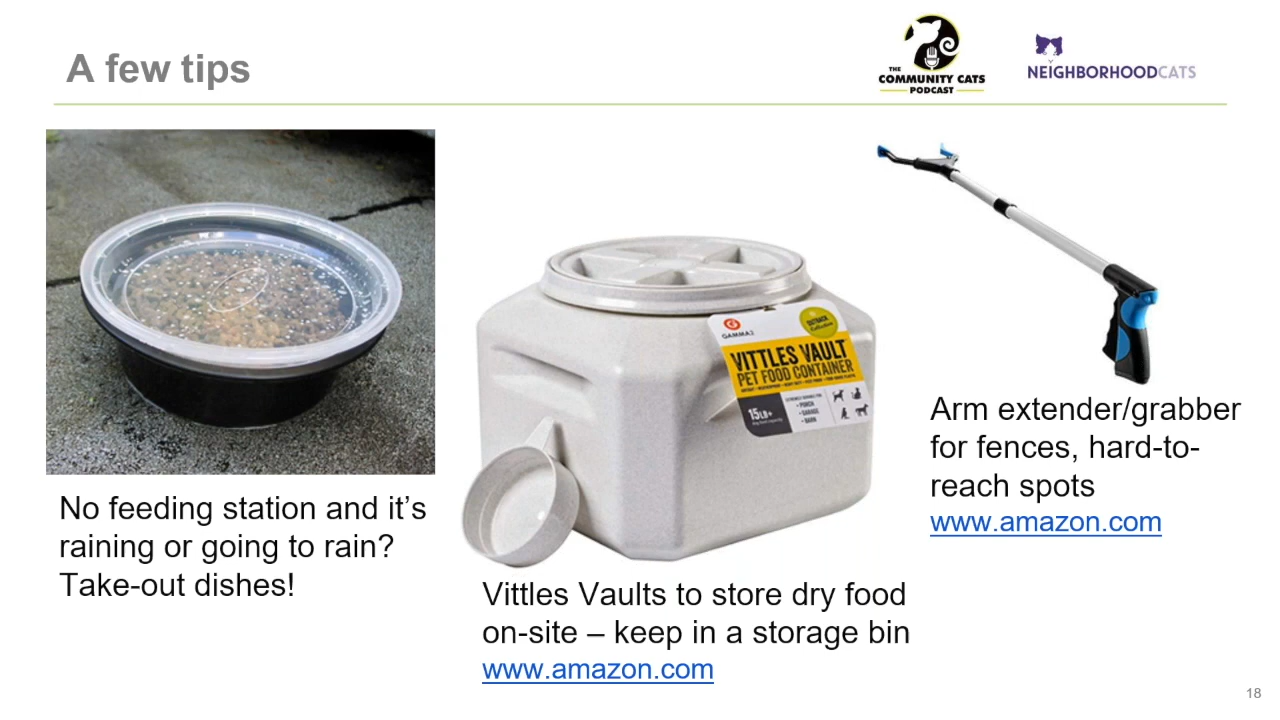 A few tips
THE
COMMUNITY CATS
PODCAST
NEIGHBORHOODCATS
No feeding station and it’s
raining or going to rain?
Take-out dishes!
GAMMA2
OUTBACK
Collection
VITTLES VAULT
PET FOOD CONTAINER
15LB+
• PORCH
• GARAGE
• BARN
Vittles Vaults to store dry food
on-site – keep in a storage bin
www.amazon.com
Arm extender/grabber
for fences, hard-to-
reach spots
www.amazon.com
18